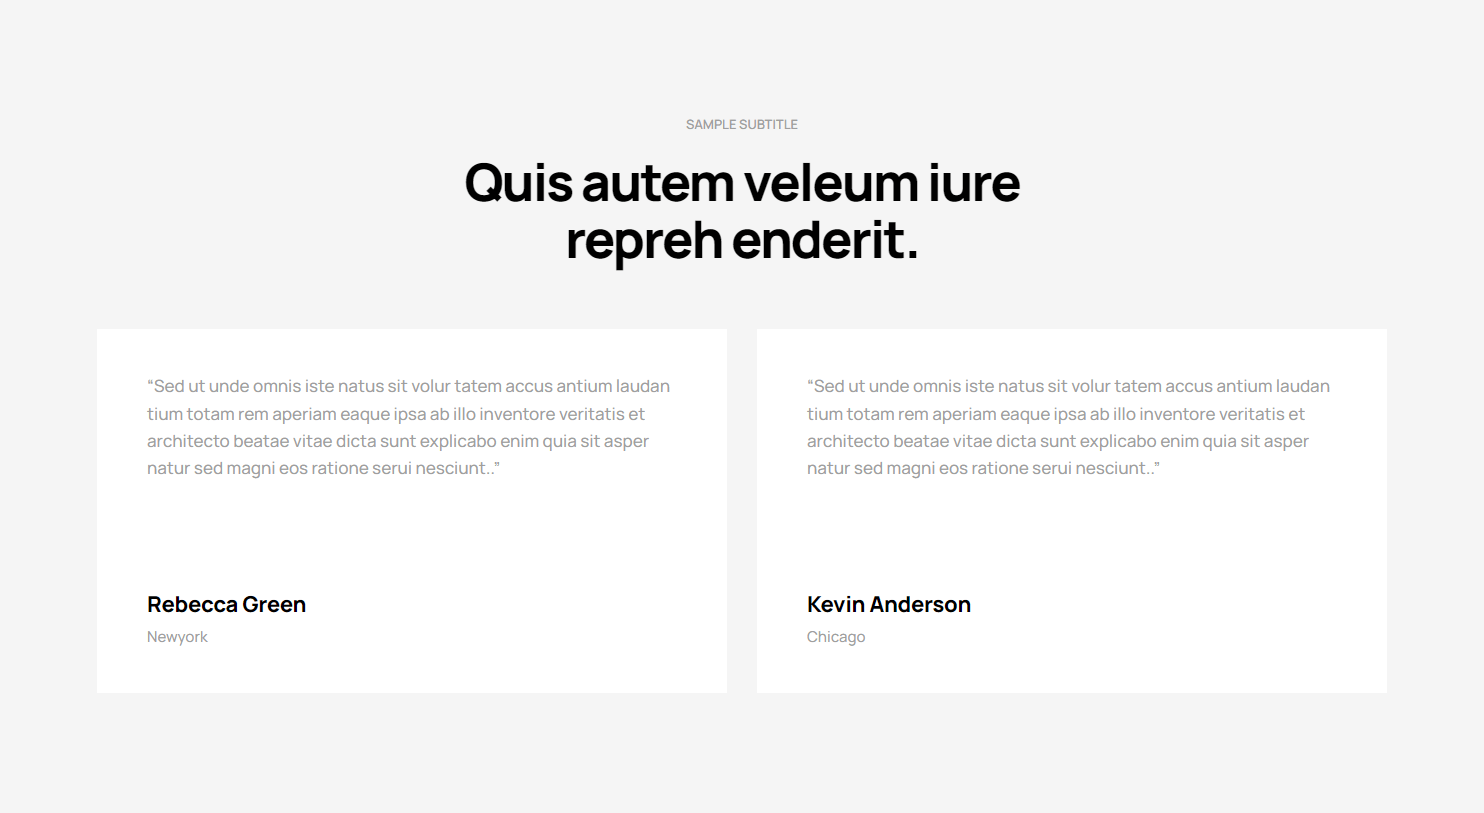 SAMPLE SUBTITLE
Quis autem veleum iure
repreh enderit.
“Sed ut unde omnis iste natus sit volur tatem accus antium laudan
tium totam rem aperiam eaque ipsa ab illo inventore veritatis et
architecto beatae vitae dicta sunt explicabo enim quia sit asper
natur sed magni eos ratione serui nesciunt..”
Rebecca Green
Newyork
“Sed ut unde omnis iste natus sit volur tatem accus antium laudan
tium totam rem aperiam eaque ipsa ab illo inventore veritatis et
architecto beatae vitae dicta sunt explicabo enim quia sit asper
natur sed magni eos ratione serui nesciunt..”
Kevin Anderson
Chicago